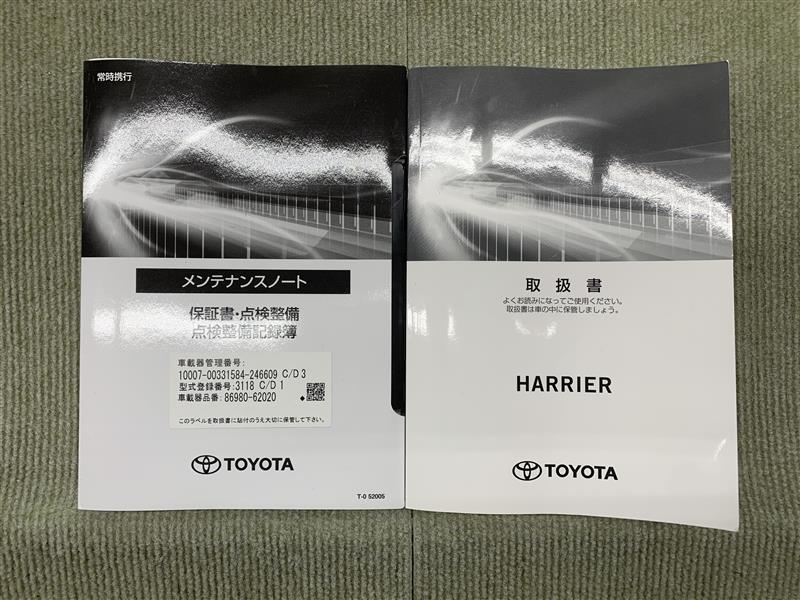 常時携行
メンテナンスノート
保証書・点検整備
点検整備記録簿
車載器管理番号:
10007-00331584-246609 C/D 3
型式登録番号: 3118 C/D 1
車載器品番: 86980-62020
このラベルを取扱書に貼付のうえ大切に保管して下さい。
TOYOTA
T-0 52005
取扱書
よくお読みになってご使用ください。
取扱書は車の中に保管しましょう。
HARRIER
TOYOTA